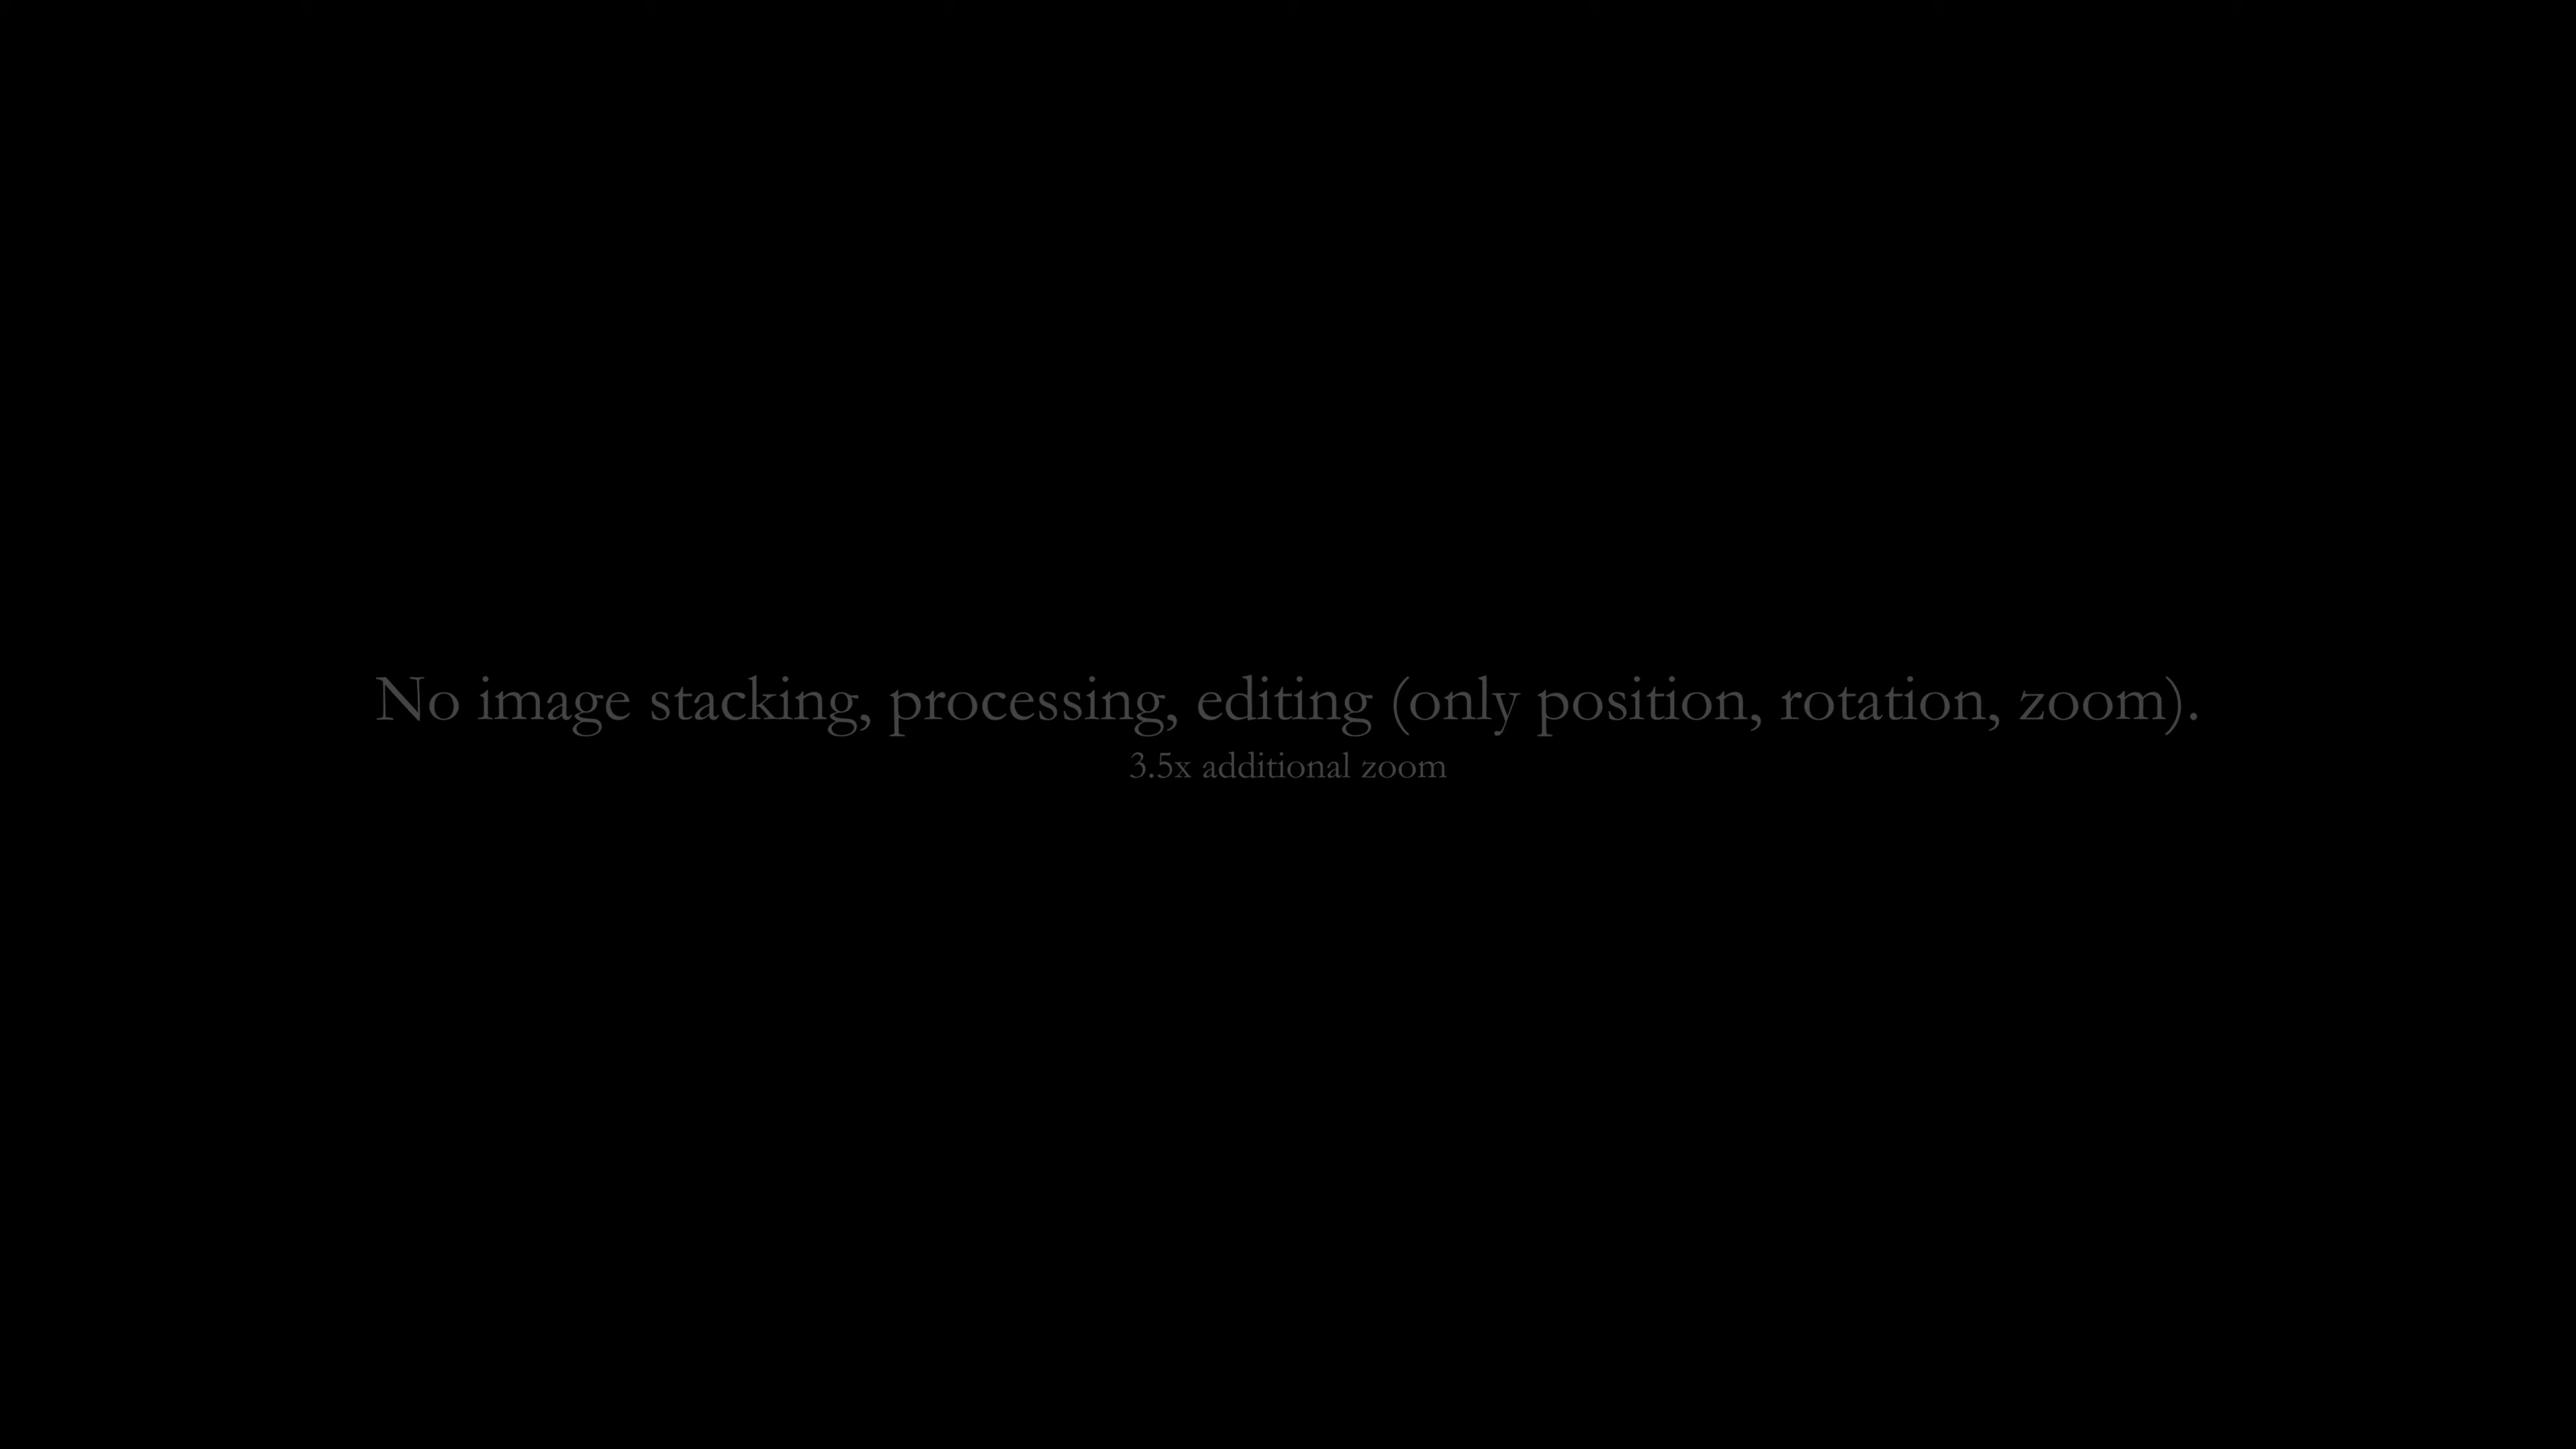 No image stacking, processing, editing (only position, rotation, zoom).
3.5x additional zoom